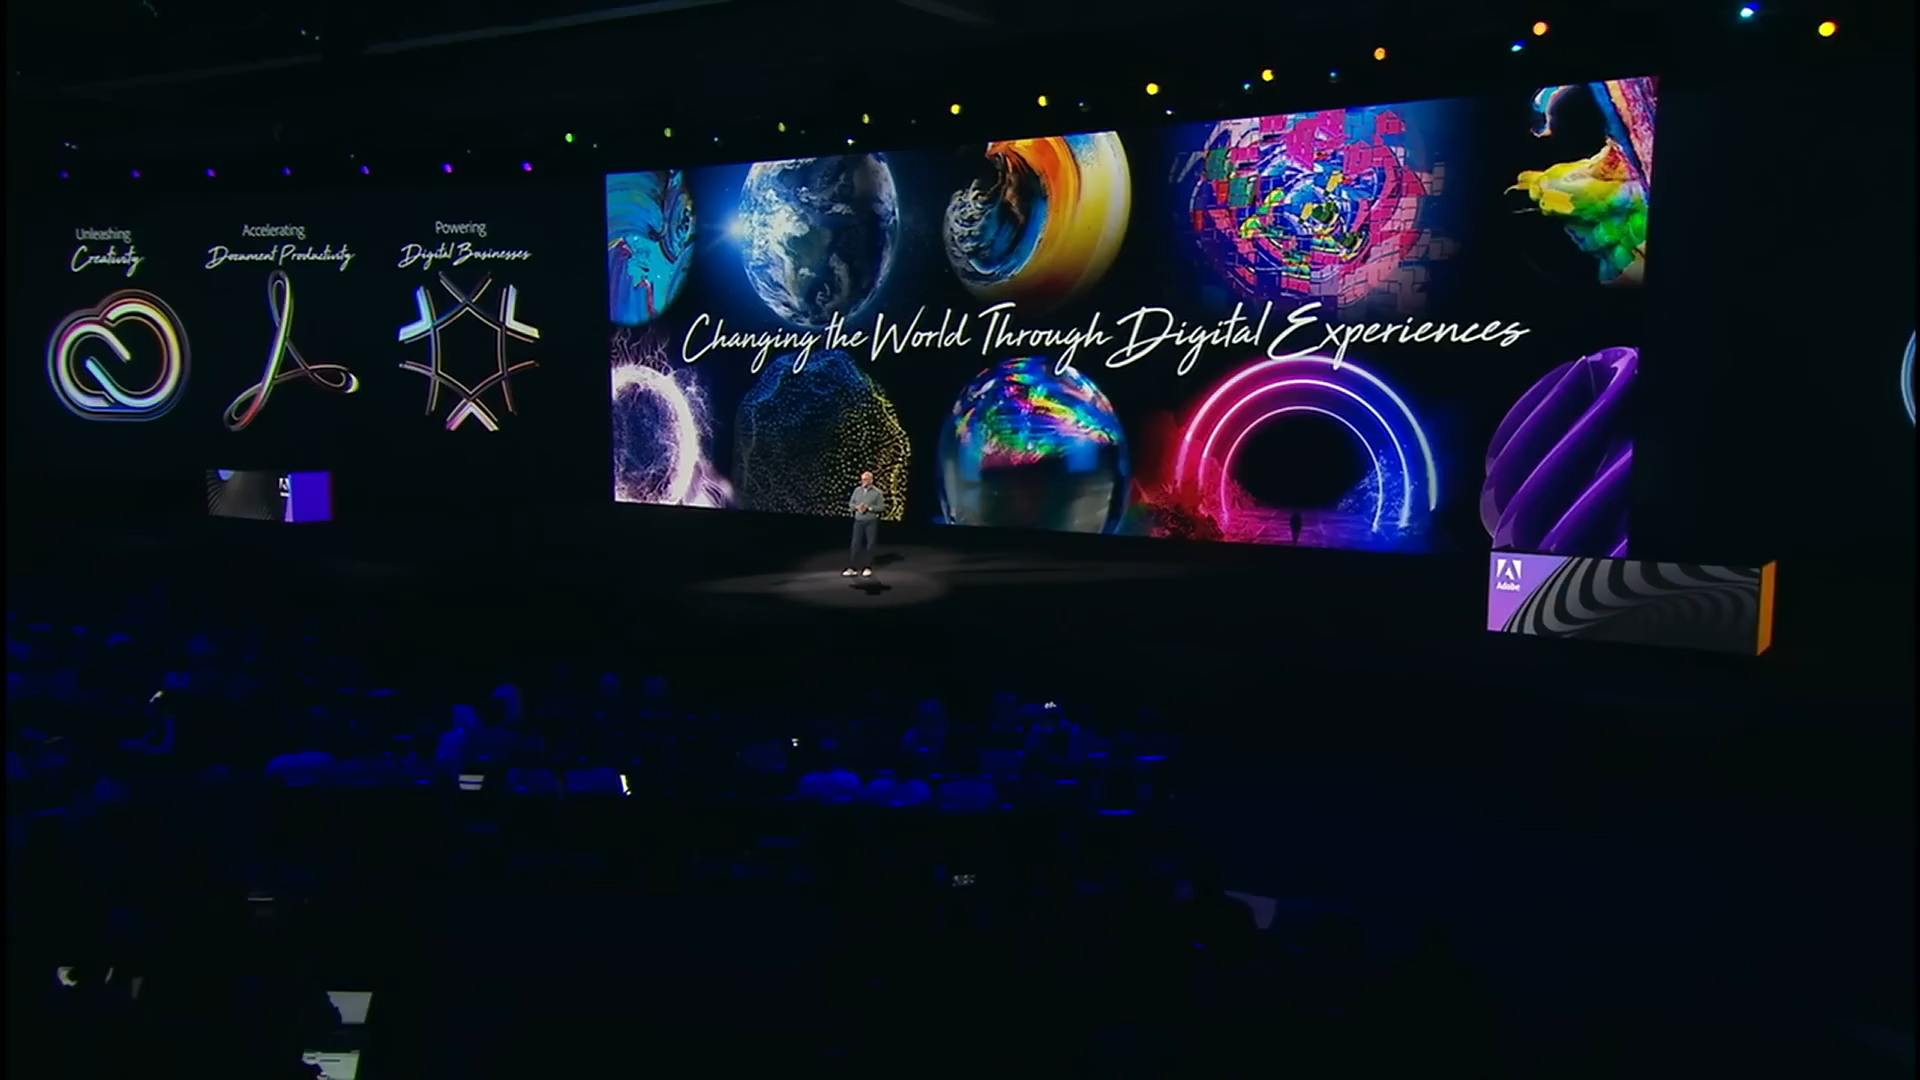 Unleashing
Creativity
Accelerating
Document Productivity
Powering
Digital Businesses
Changing the World Through Digital Experiences
Adobe